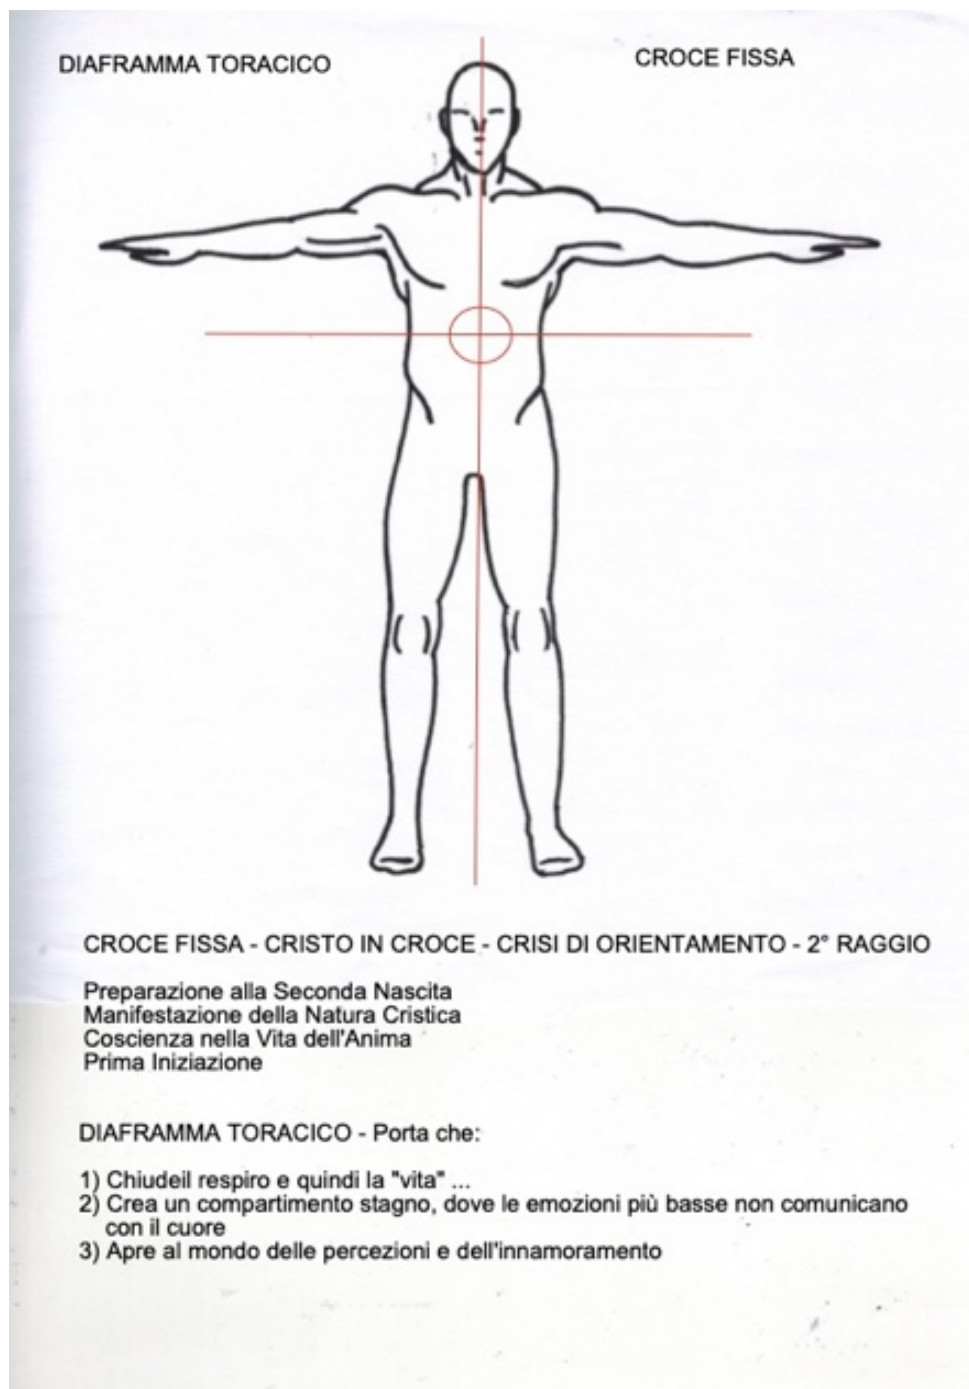 DIAFRAMMA TORACICO
CROCE FISSA
CROCE FISSA - CRISTO IN CROCE - CRISI DI ORIENTAMENTO - 2° RAGGIO
Preparazione alla Seconda Nascita
Manifestazione della Natura Cristica
Coscienza nella Vita dell'Anima
Prima Iniziazione
DIAFRAMMA TORACICO - Porta che:
1) Chiudeil respiro e quindi la "vita" ...
2) Crea un compartimento stagno, dove le emozioni più basse non comunicano
con il cuore
3) Apre al mondo delle percezioni e dell'innamoramento